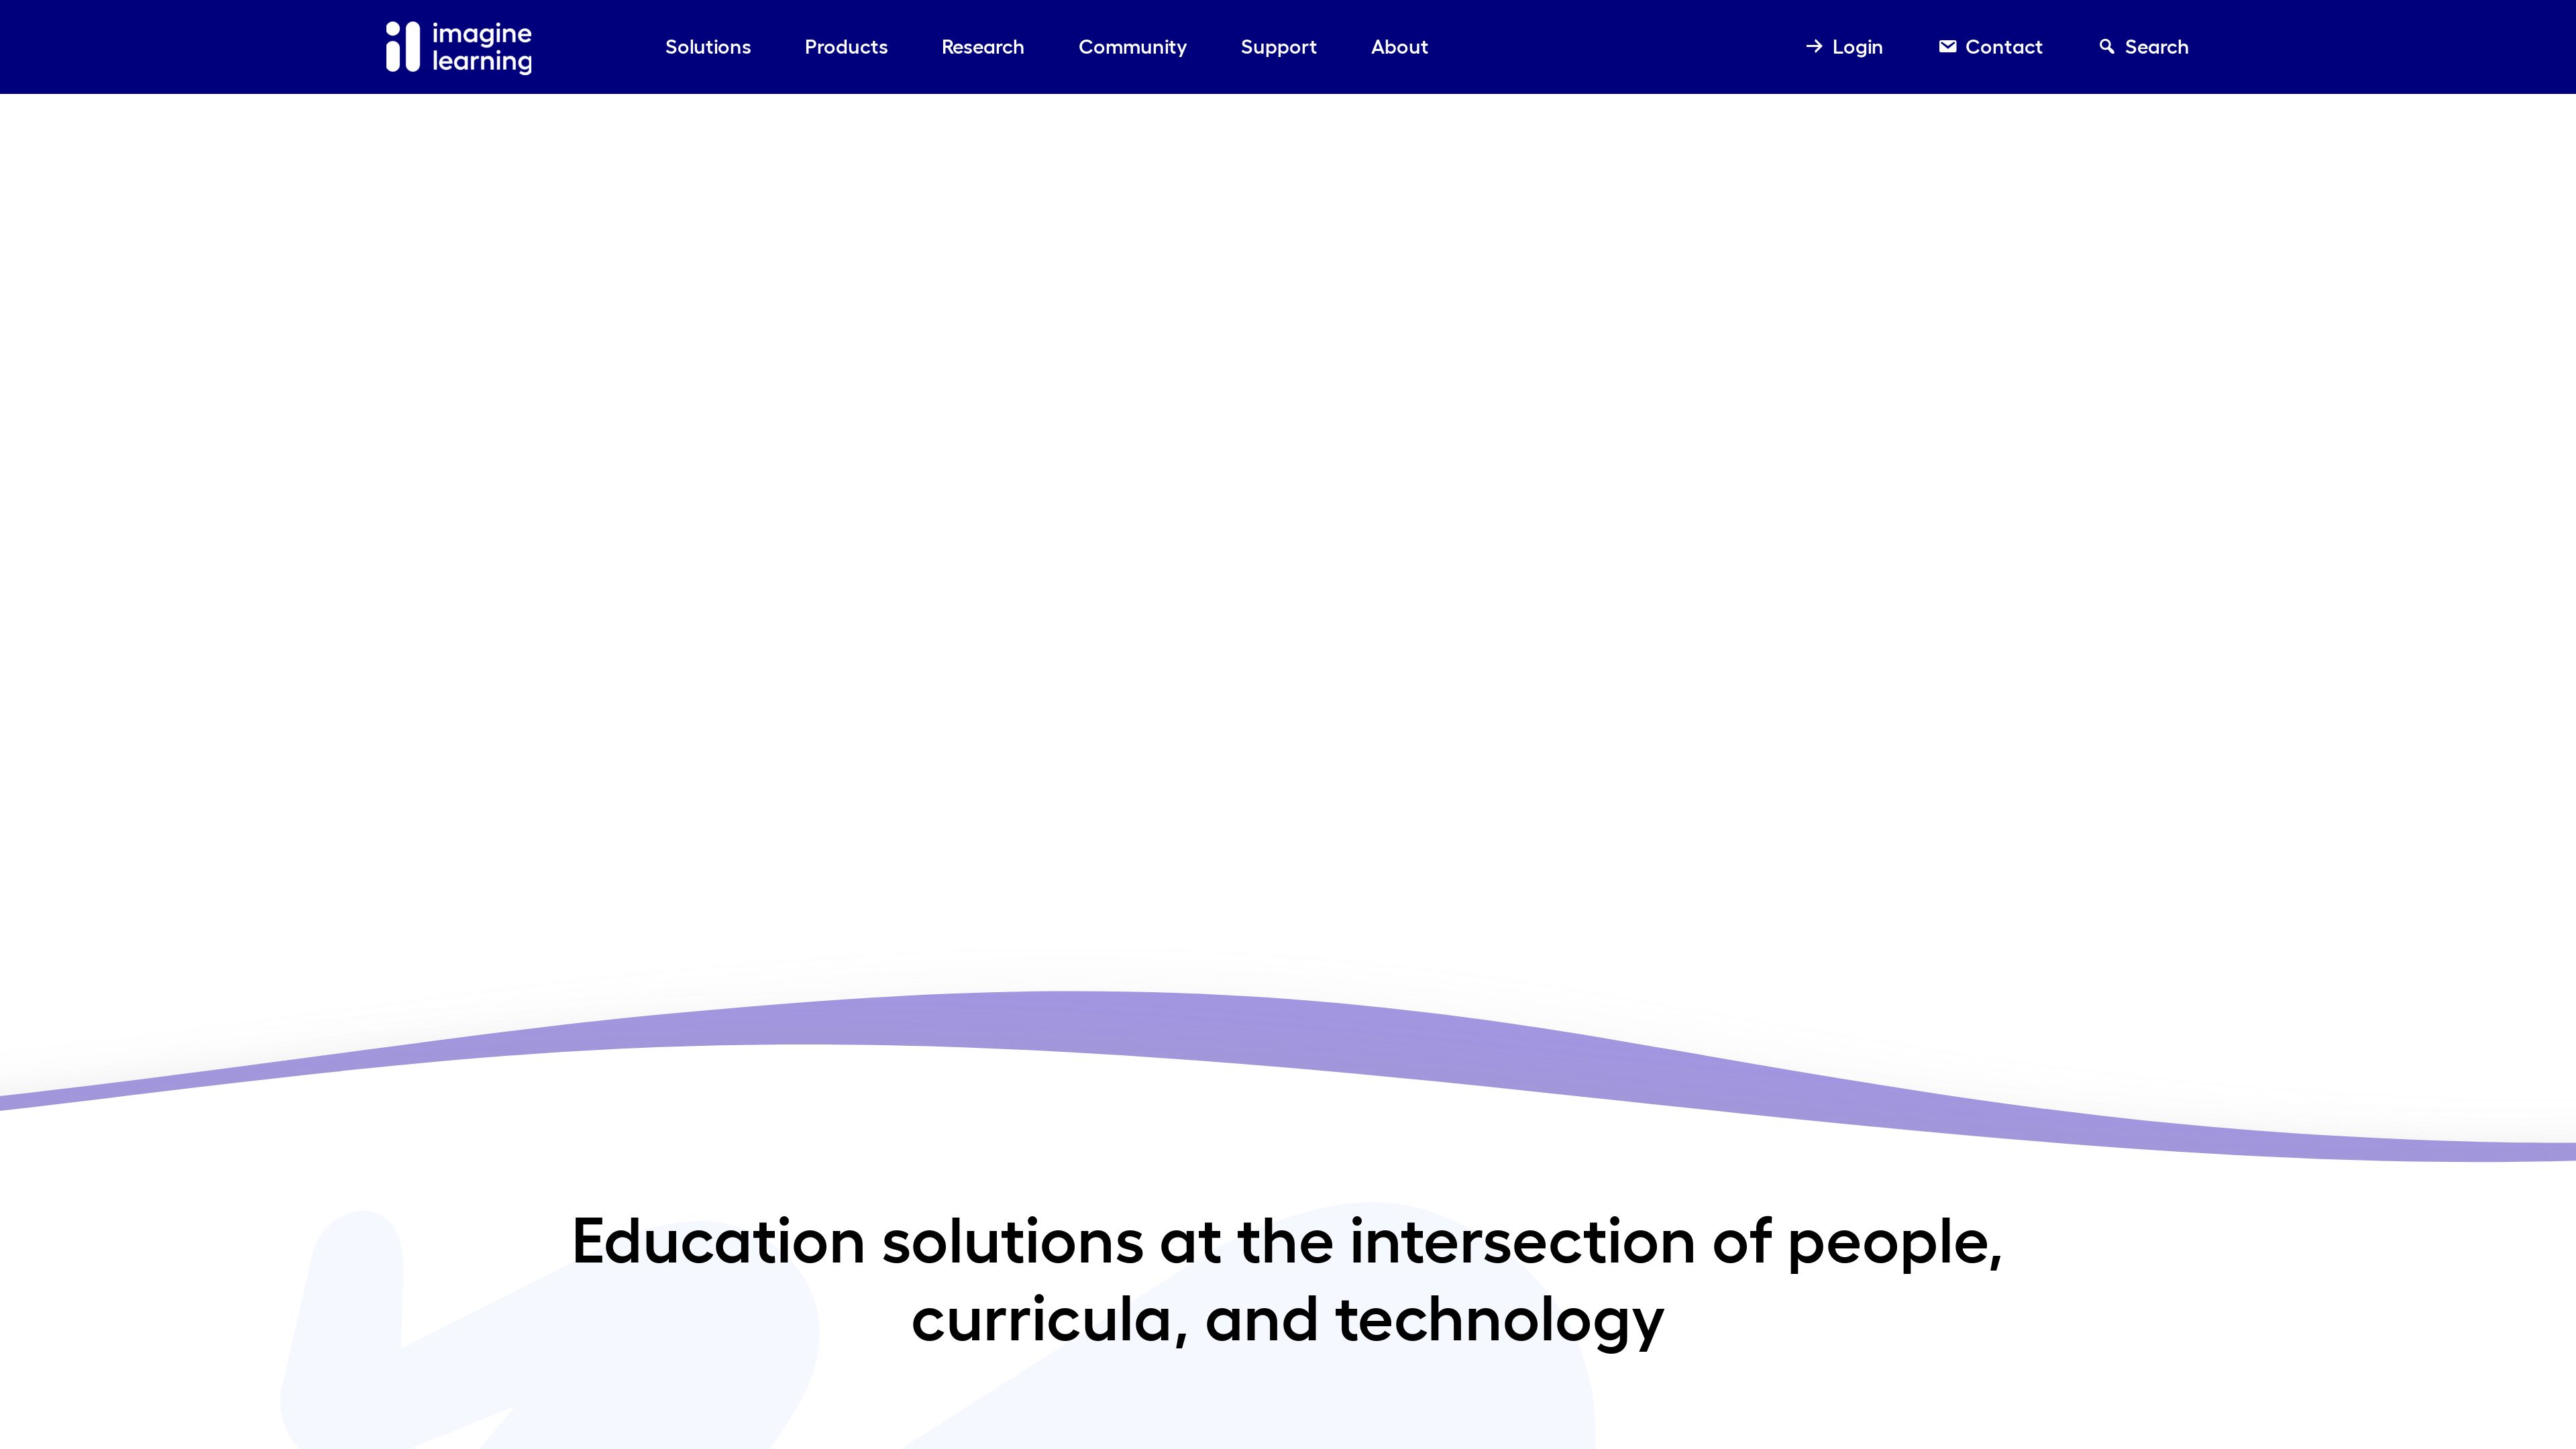 imagine
learning
Solutions Products Research Community Support About Login Contact Search
Education solutions at the intersection of people,
curricula, and technology